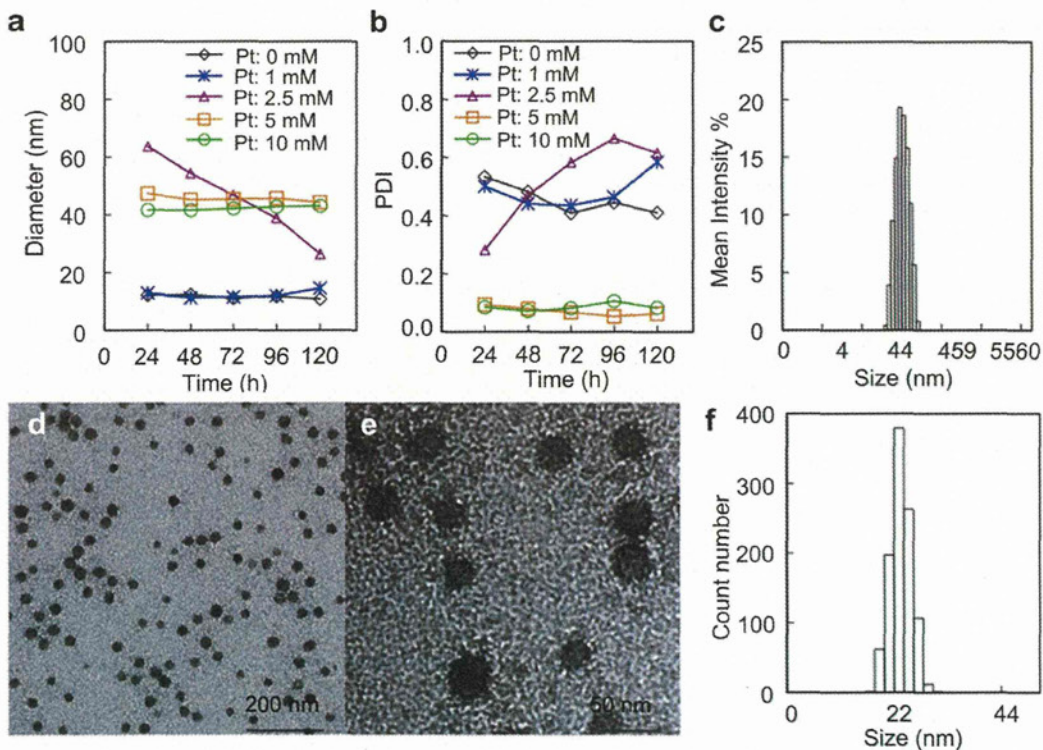 a
100
80
60
40
20
0
Diameter (nm)
Pt: 0 mM
Pt: 1 mM
Pt: 2.5 mM
Pt: 5 mM
Pt: 10 mM
24 48 72 96 120
Time (h)
b
1.0
0.8
0.6
0.4
0.2
0.0
PDI
Pt: 0 mM
Pt: 1 mM
Pt: 2.5 mM
Pt: 5 mM
Pt: 10 mM
24 48 72 96 120
Time (h)
c
25
20
15
10
5
0
Mean Intensity %
0 4 44 459 5560
Size (nm)
d
200 nm
e
50 nm
f
400
300
200
100
0
Count number
0 22 44
Size (nm)